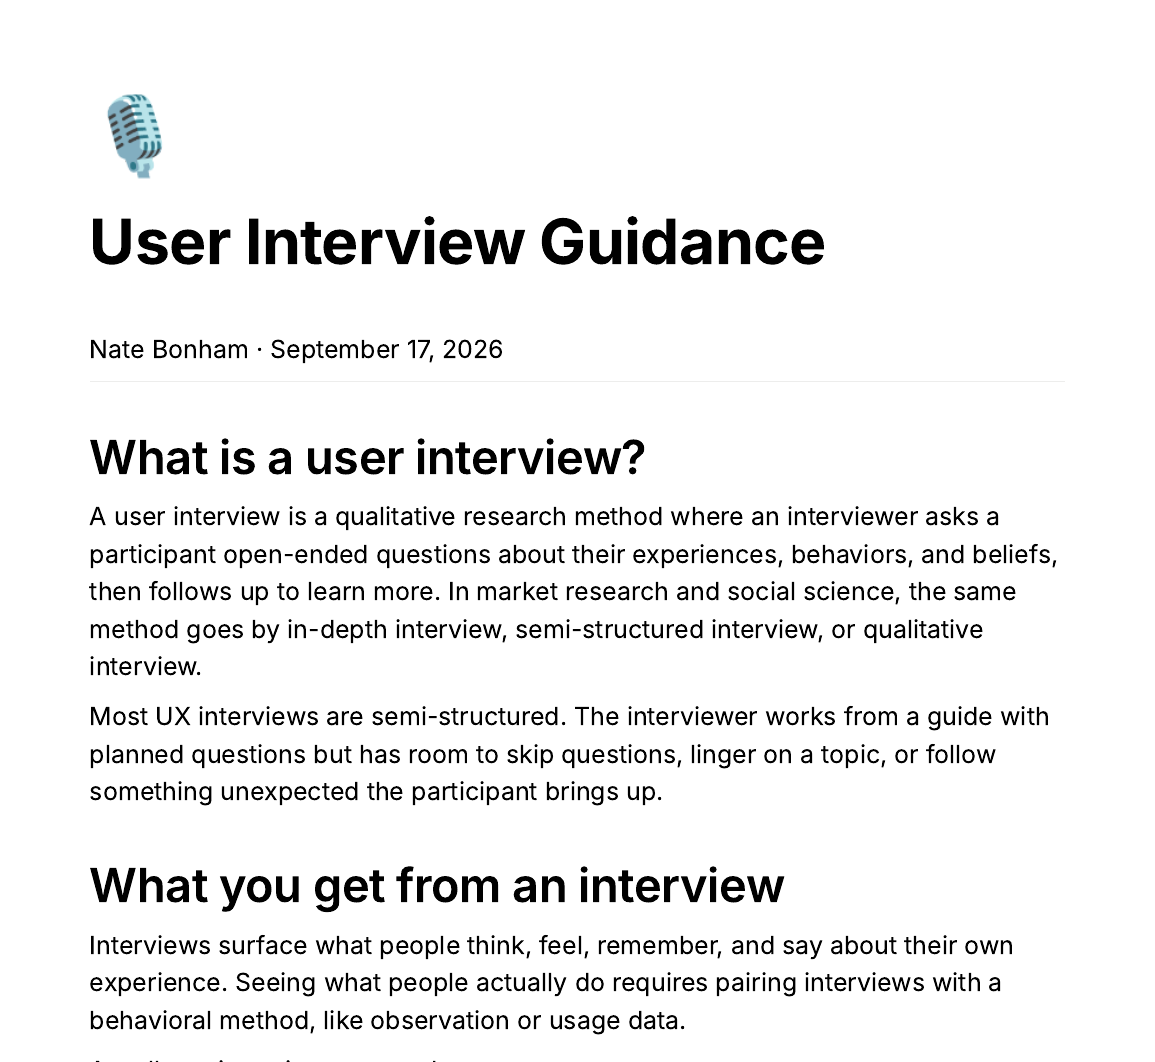 User Interview Guidance
Nate Bonham · September 17, 2026
What is a user interview?
A user interview is a qualitative research method where an interviewer asks a
participant open-ended questions about their experiences, behaviors, and beliefs,
then follows up to learn more. In market research and social science, the same
method goes by in-depth interview, semi-structured interview, or qualitative
interview.
Most UX interviews are semi-structured. The interviewer works from a guide with
planned questions but has room to skip questions, linger on a topic, or follow
something unexpected the participant brings up.
What you get from an interview
Interviews surface what people think, feel, remember, and say about their own
experience. Seeing what people actually do requires pairing interviews with a
behavioral method, like observation or usage data.